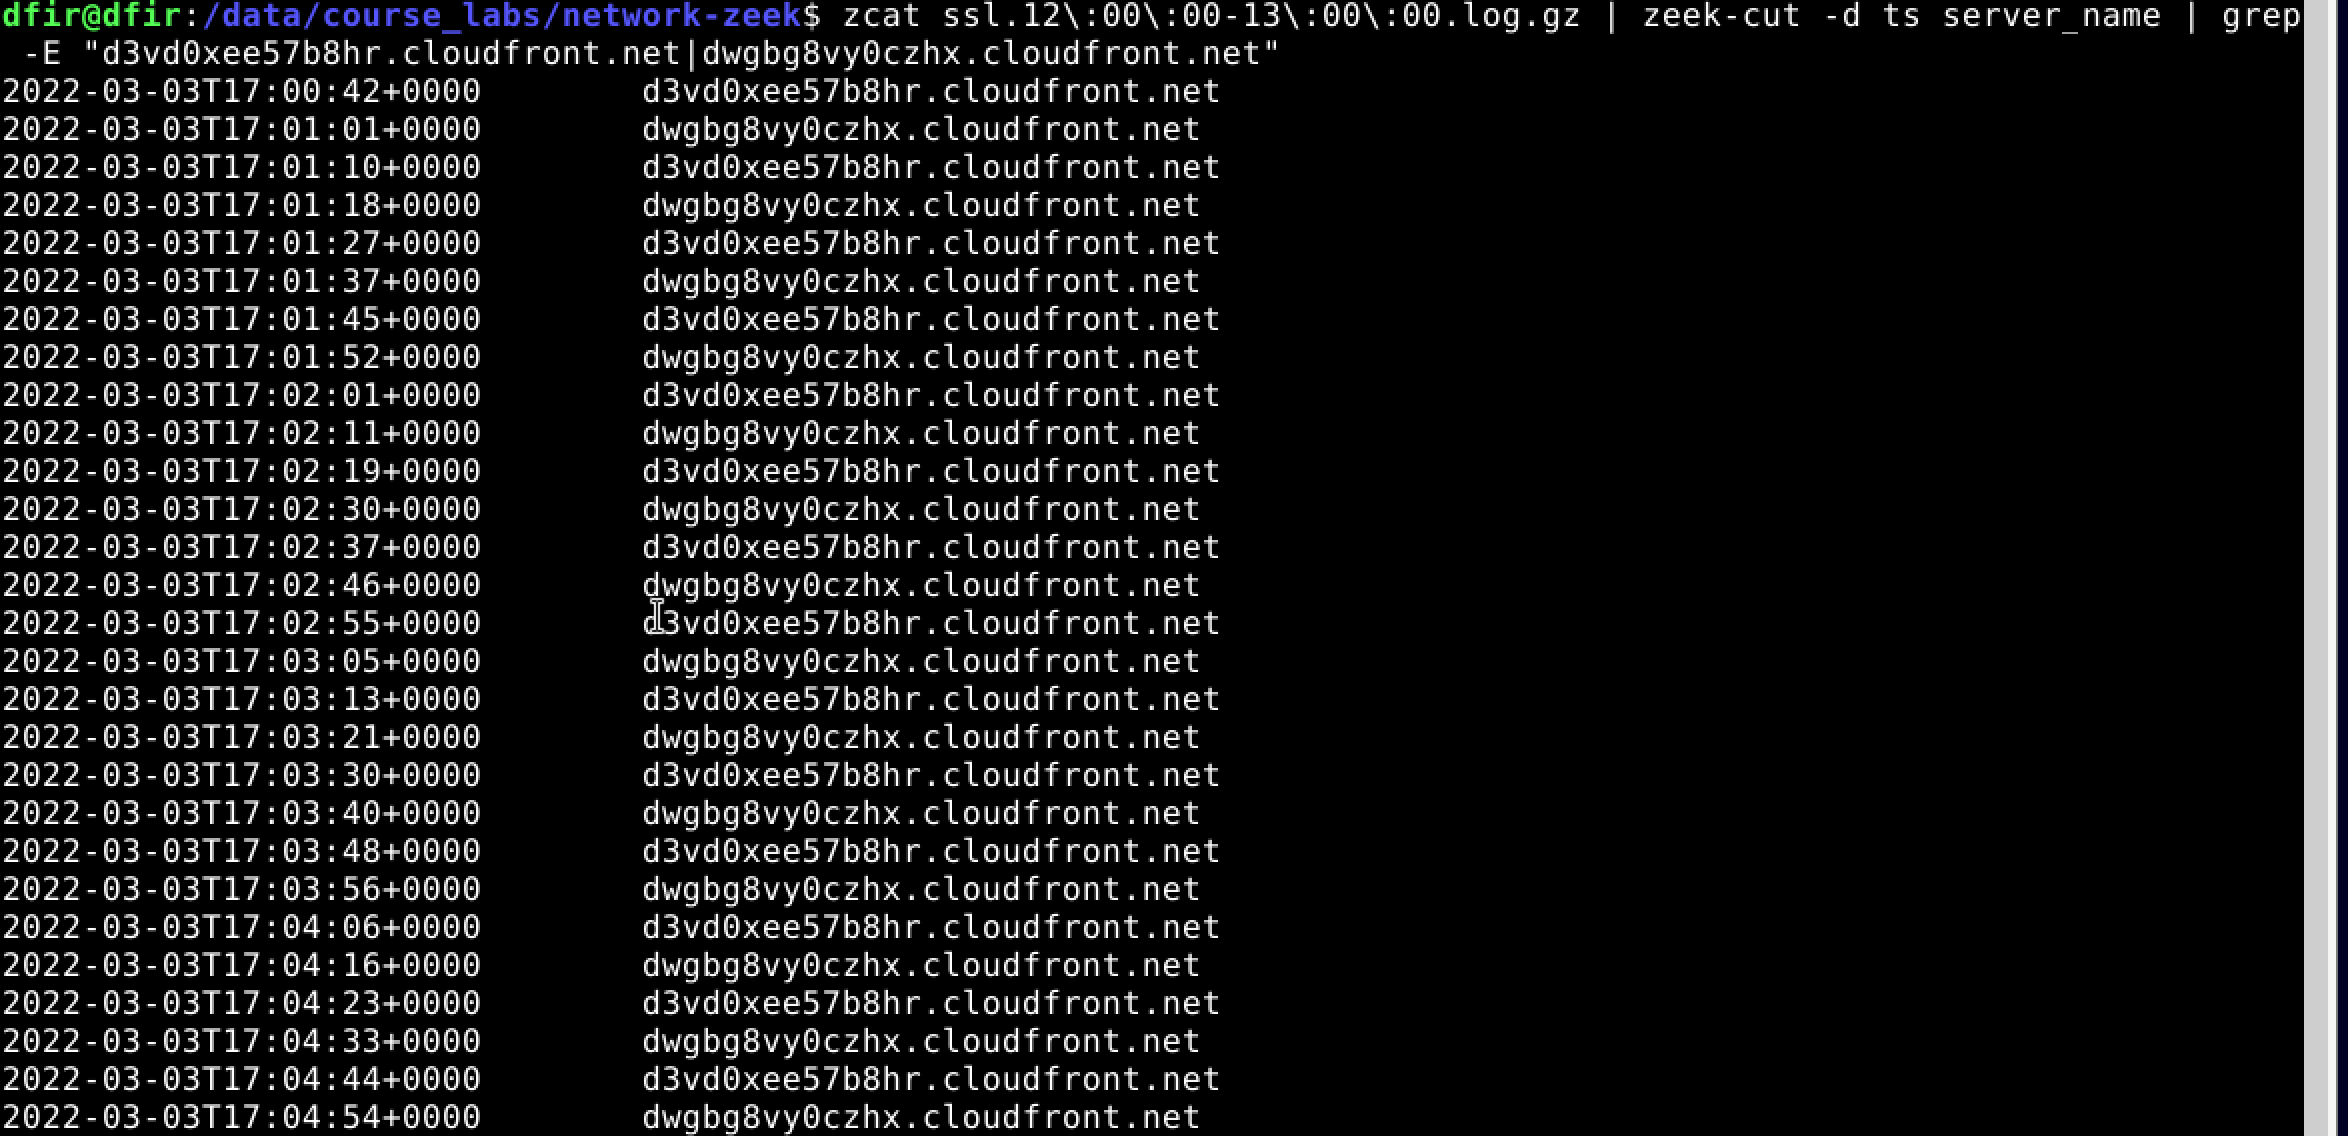 dfir@dfir:/data/course_labs/network-zeek$ zcat ssl.12\:00\:00-13\:00\:00.log.gz | zeek-cut -d ts server_name | grep
 -E "d3vd0xee57b8hr.cloudfront.net|dwgbg8vy0czhx.cloudfront.net"
2022-03-03T17:00:42+0000        d3vd0xee57b8hr.cloudfront.net
2022-03-03T17:01:01+0000        dwgbg8vy0czhx.cloudfront.net
2022-03-03T17:01:10+0000        d3vd0xee57b8hr.cloudfront.net
2022-03-03T17:01:18+0000        dwgbg8vy0czhx.cloudfront.net
2022-03-03T17:01:27+0000        d3vd0xee57b8hr.cloudfront.net
2022-03-03T17:01:37+0000        dwgbg8vy0czhx.cloudfront.net
2022-03-03T17:01:45+0000        d3vd0xee57b8hr.cloudfront.net
2022-03-03T17:01:52+0000        dwgbg8vy0czhx.cloudfront.net
2022-03-03T17:02:01+0000        d3vd0xee57b8hr.cloudfront.net
2022-03-03T17:02:11+0000        dwgbg8vy0czhx.cloudfront.net
2022-03-03T17:02:19+0000        d3vd0xee57b8hr.cloudfront.net
2022-03-03T17:02:30+0000        dwgbg8vy0czhx.cloudfront.net
2022-03-03T17:02:37+0000        d3vd0xee57b8hr.cloudfront.net
2022-03-03T17:02:46+0000        dwgbg8vy0czhx.cloudfront.net
2022-03-03T17:02:55+0000        d3vd0xee57b8hr.cloudfront.net
2022-03-03T17:03:05+0000        dwgbg8vy0czhx.cloudfront.net
2022-03-03T17:03:13+0000        d3vd0xee57b8hr.cloudfront.net
2022-03-03T17:03:21+0000        dwgbg8vy0czhx.cloudfront.net
2022-03-03T17:03:30+0000        d3vd0xee57b8hr.cloudfront.net
2022-03-03T17:03:40+0000        dwgbg8vy0czhx.cloudfront.net
2022-03-03T17:03:48+0000        d3vd0xee57b8hr.cloudfront.net
2022-03-03T17:03:56+0000        dwgbg8vy0czhx.cloudfront.net
2022-03-03T17:04:06+0000        d3vd0xee57b8hr.cloudfront.net
2022-03-03T17:04:16+0000        dwgbg8vy0czhx.cloudfront.net
2022-03-03T17:04:23+0000        d3vd0xee57b8hr.cloudfront.net
2022-03-03T17:04:33+0000        dwgbg8vy0czhx.cloudfront.net
2022-03-03T17:04:44+0000        d3vd0xee57b8hr.cloudfront.net
2022-03-03T17:04:54+0000        dwgbg8vy0czhx.cloudfront.net